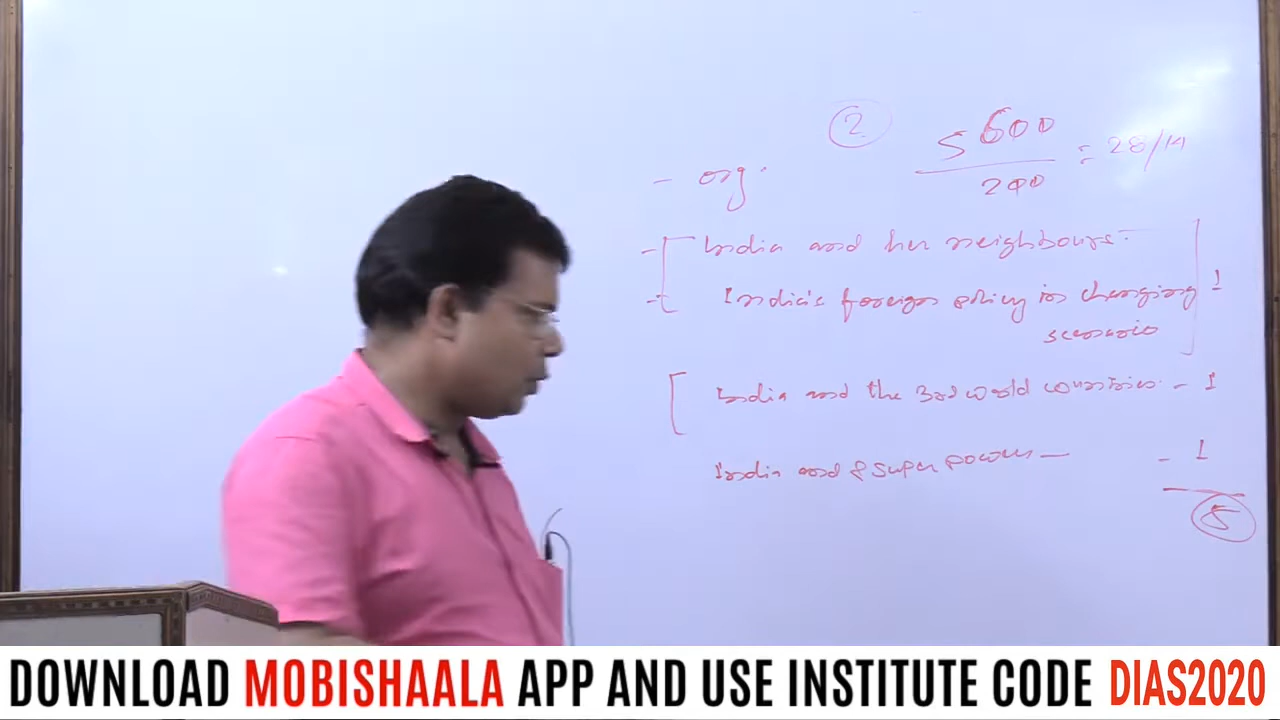 2
5600
200
= 28/M
- org.
- India and her neighbours:
- India's foreign policy in changing 1
scenario
India and the 3rd world countries. - 1
India and & super powers — - 1
5
DOWNLOAD MOBISHAALA APP AND USE INSTITUTE CODE DIAS2020